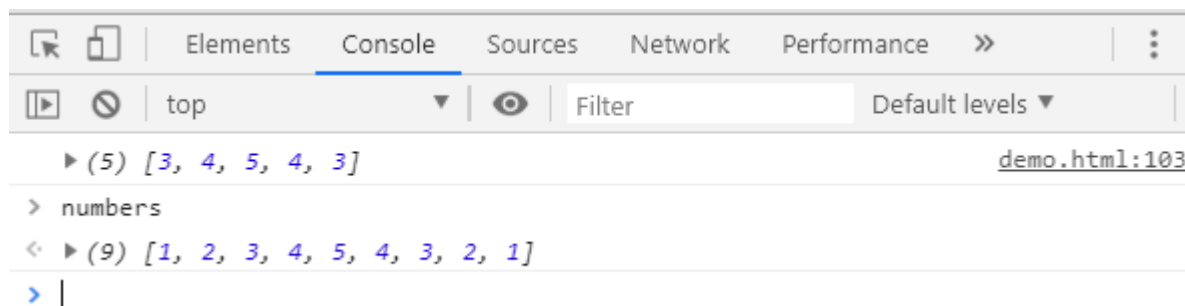 Elements Console Sources Network Performance »
top Filter Default levels
(5) [3, 4, 5, 4, 3] demo.html:103
> numbers
(9) [1, 2, 3, 4, 5, 4, 3, 2, 1]
>